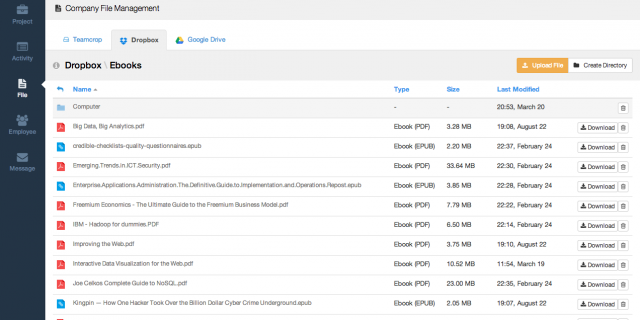 Company File Management
Project
Teamcrop Dropbox Google Drive
Activity
Dropbox \ Ebooks Upload File Create Directory
File
Name Type Size Last Modified
Computer - - 20:53, March 20
Employee
Big Data, Big Analytics.pdf Ebook (PDF) 3.28 MB 19:08, August 22 Download
credible-checklists-quality-questionnaires.epub Ebook (EPUB) 2.20 MB 22:37, February 24 Download
Message
Emerging.Trends.in.ICT.Security.pdf Ebook (PDF) 33.64 MB 22:30, February 24 Download
Enterprise.Applications.Administration.The.Definitive.Guide.to.Implementation.and.Operations.Repost.epub Ebook (EPUB) 3.85 MB 22:28, February 24 Download
Freemium Economics - The Ultimate Guide to the Freemium Business Model.pdf Ebook (PDF) 7.79 MB 22:22, February 24 Download
IBM - Hadoop for dummies.PDF Ebook (PDF) 6.50 MB 22:14, February 24 Download
Improving the Web.pdf Ebook (PDF) 3.75 MB 19:10, August 22 Download
Interactive Data Visualization for the Web.pdf Ebook (PDF) 10.52 MB 11:54, March 19 Download
Joe Celkos Complete Guide to NoSQL.pdf Ebook (PDF) 23.00 MB 22:35, February 24 Download
Kingpin — How One Hacker Took Over the Billion Dollar Cyber Crime Underground.epub Ebook (EPUB) 2.05 MB 19:07, August 22 Download